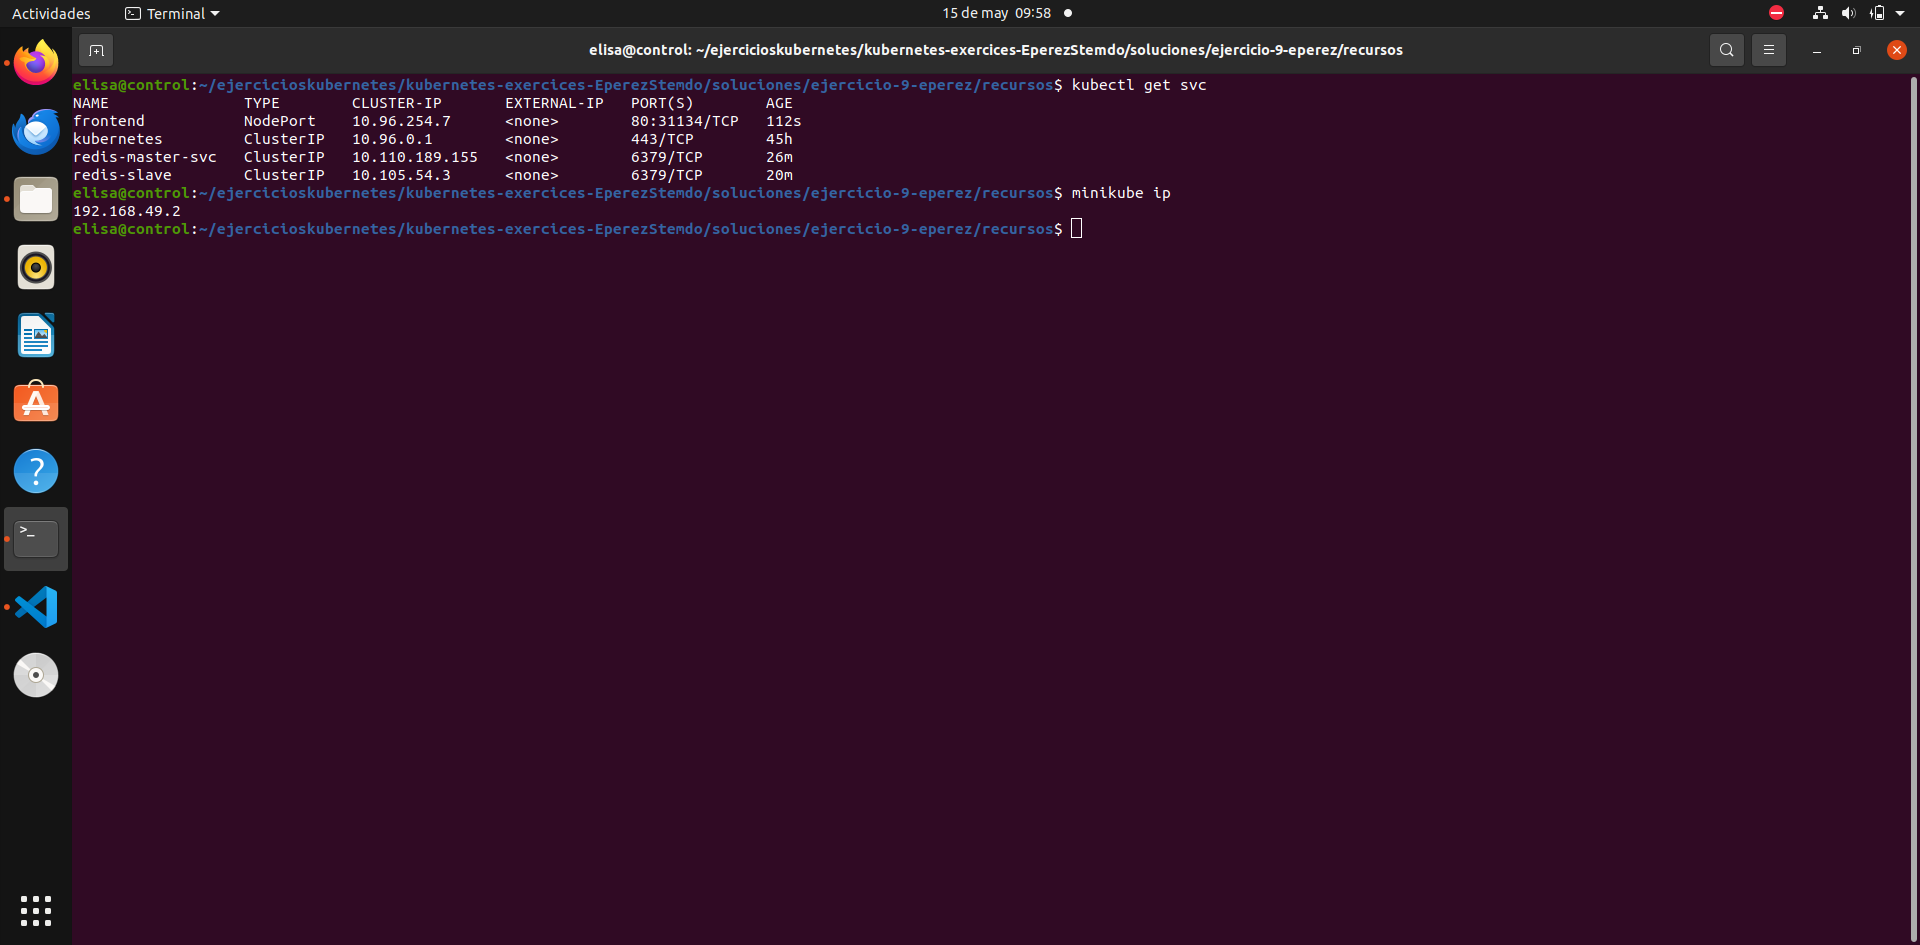 Actividades Terminal 15 de may 09:58
elisa@control: ~/ejercicioskubernetes/kubernetes-exercices-EperezStemdo/soluciones/ejercicio-9-eperez/recursos
elisa@control:~/ejercicioskubernetes/kubernetes-exercices-EperezStemdo/soluciones/ejercicio-9-eperez/recursos$ kubectl get svc
NAME TYPE CLUSTER-IP EXTERNAL-IP PORT(S) AGE
frontend NodePort 10.96.254.7 <none> 80:31134/TCP 112s
kubernetes ClusterIP 10.96.0.1 <none> 443/TCP 45h
redis-master-svc ClusterIP 10.110.189.155 <none> 6379/TCP 26m
redis-slave ClusterIP 10.105.54.3 <none> 6379/TCP 20m
elisa@control:~/ejercicioskubernetes/kubernetes-exercices-EperezStemdo/soluciones/ejercicio-9-eperez/recursos$ minikube ip
192.168.49.2
elisa@control:~/ejercicioskubernetes/kubernetes-exercices-EperezStemdo/soluciones/ejercicio-9-eperez/recursos$